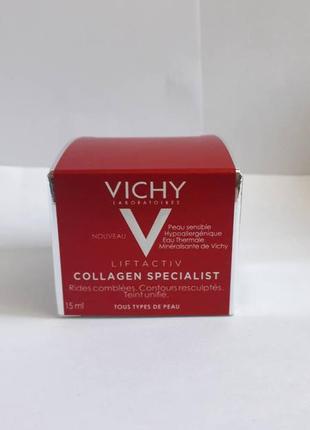 VICHY
LABORATOIRES
NOUVEAU
Peau sensible
Hypoallergénique
Eau Thermale
Minéralisante de Vichy
LIFTACTIV
COLLAGEN SPECIALIST
Rides comblées. Contours resculptés.
Teint unifié.
15 ml
TOUS TYPES DE PEAU